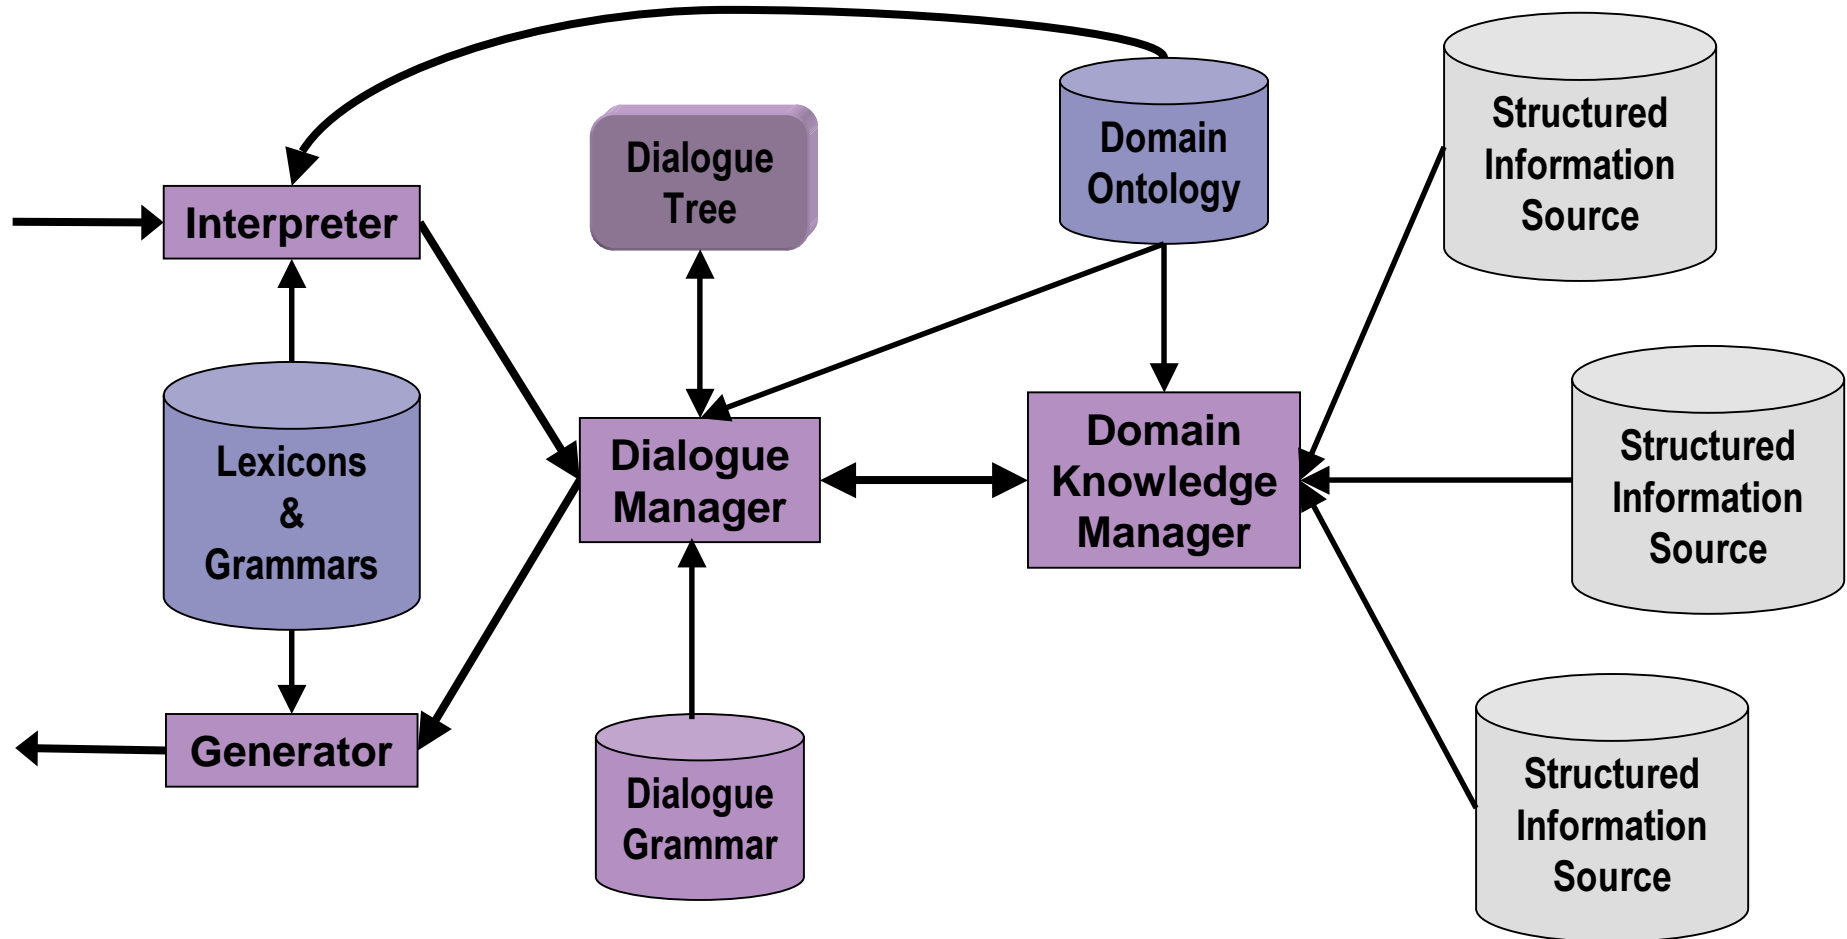 Dialogue
Tree
Domain
Ontology
Structured
Information
Source
Interpreter
Lexicons
&
Grammars
Dialogue
Manager
Domain
Knowledge
Manager
Structured
Information
Source
Generator
Dialogue
Grammar
Structured
Information
Source